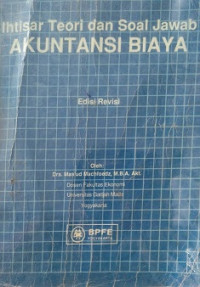 Ihtisar Teori dan Soal Jawab
AKUNTANSI BIAYA
Edisi Revisi
Oleh:
Drs. Mas'ud Machfoedz, M.B.A. Akt.
Dosen Fakultas Ekonomi
Universitas Gadjah Mada
Yogyakarta
BPFE
YOGYAKARTA